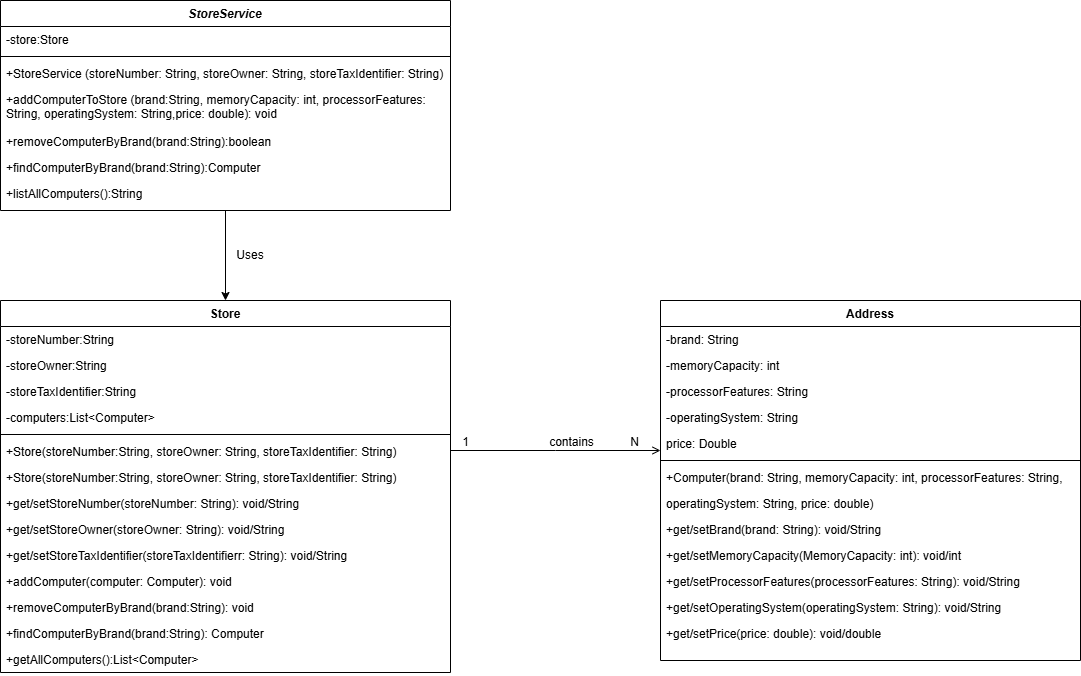 StoreService
-store:Store
+StoreService (storeNumber: String, storeOwner: String, storeTaxIdentifier: String)
+addComputerToStore (brand:String, memoryCapacity: int, processorFeatures:
String, operatingSystem: String,price: double): void
+removeComputerByBrand(brand:String):boolean
+findComputerByBrand(brand:String):Computer
+listAllComputers():String
Uses
Store
-storeNumber:String
-storeOwner:String
-storeTaxIdentifier:String
-computers:List<Computer>
+Store(storeNumber:String, storeOwner: String, storeTaxIdentifier: String)
+Store(storeNumber:String, storeOwner: String, storeTaxIdentifier: String)
+get/setStoreNumber(storeNumber: String): void/String
+get/setStoreOwner(storeOwner: String): void/String
+get/setStoreTaxIdentifier(storeTaxIdentifierr: String): void/String
+addComputer(computer: Computer): void
+removeComputerByBrand(brand:String): void
+findComputerByBrand(brand:String): Computer
+getAllComputers():List<Computer>
1 contains N
Address
-brand: String
-memoryCapacity: int
-processorFeatures: String
-operatingSystem: String
price: Double
+Computer(brand: String, memoryCapacity: int, processorFeatures: String,
operatingSystem: String, price: double)
+get/setBrand(brand: String): void/String
+get/setMemoryCapacity(MemoryCapacity: int): void/int
+get/setProcessorFeatures(processorFeatures: String): void/String
+get/setOperatingSystem(operatingSystem: String): void/String
+get/setPrice(price: double): void/double